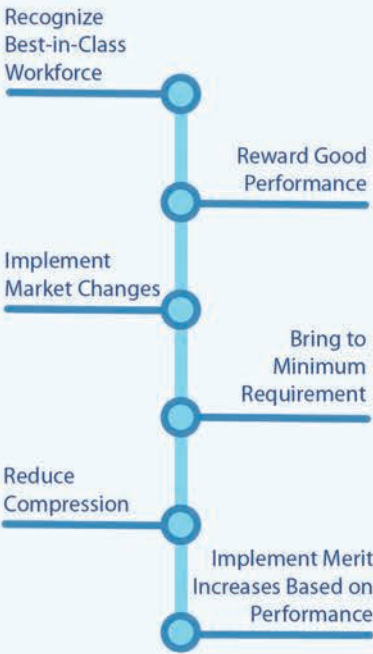 Recognize
Best-in-Class
Workforce
Reward Good
Performance
Implement
Market Changes
Bring to
Minimum
Requirement
Reduce
Compression
Implement Merit
Increases Based on
Performance